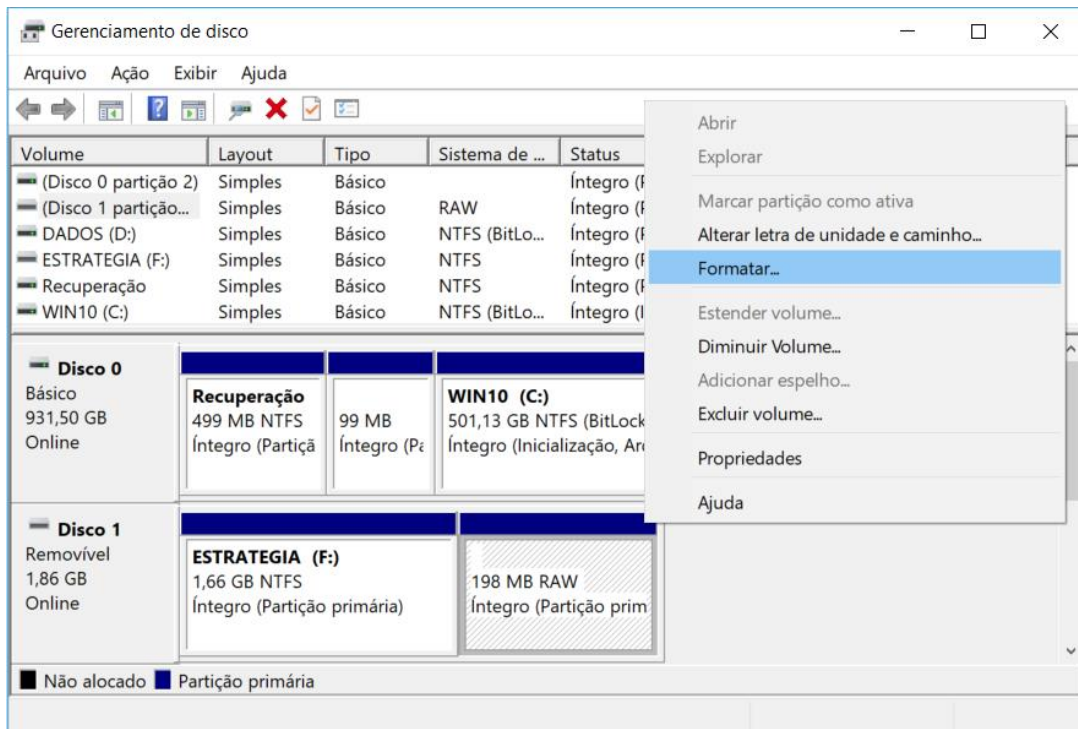 Gerenciamento de disco
Arquivo Ação Exibir Ajuda
Volume Layout Tipo Sistema de ... Status
(Disco 0 partição 2) Simples Básico Íntegro (
(Disco 1 partição... Simples Básico RAW Íntegro (
DADOS (D:) Simples Básico NTFS (BitLo... Íntegro (
ESTRATEGIA (F:) Simples Básico NTFS Íntegro (
Recuperação Simples Básico NTFS Íntegro (
WIN10 (C:) Simples Básico NTFS (BitLo... Íntegro (
Abrir
Explorar
Marcar partição como ativa
Alterar letra de unidade e caminho...
Formatar...
Estender volume...
Diminuir Volume...
Adicionar espelho...
Excluir volume...
Propriedades
Ajuda
Disco 0
Básico
931,50 GB
Online
Recuperação
499 MB NTFS
Íntegro (Partiçã
99 MB
Íntegro (Pa
WIN10 (C:)
501,13 GB NTFS (BitLock
Íntegro (Inicialização, Ar
Disco 1
Removível
1,86 GB
Online
ESTRATEGIA (F:)
1,66 GB NTFS
Íntegro (Partição primária)
198 MB RAW
Íntegro (Partição prim
Não alocado Partição primária